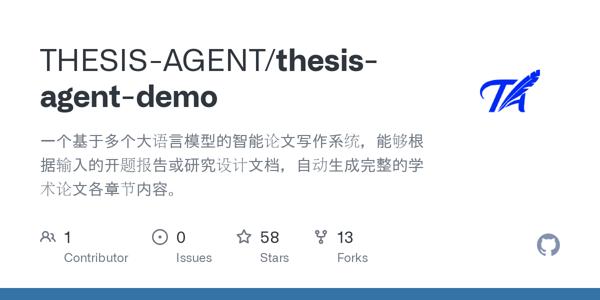 THESIS-AGENT/thesis-
agent-demo
TA
一个基于多个大语言模型的智能论文写作系统，能够根
据输入的开题报告或研究设计文档，自动生成完整的学
术论文各章节内容。
1 0 58 13
Contributor Issues Stars Forks